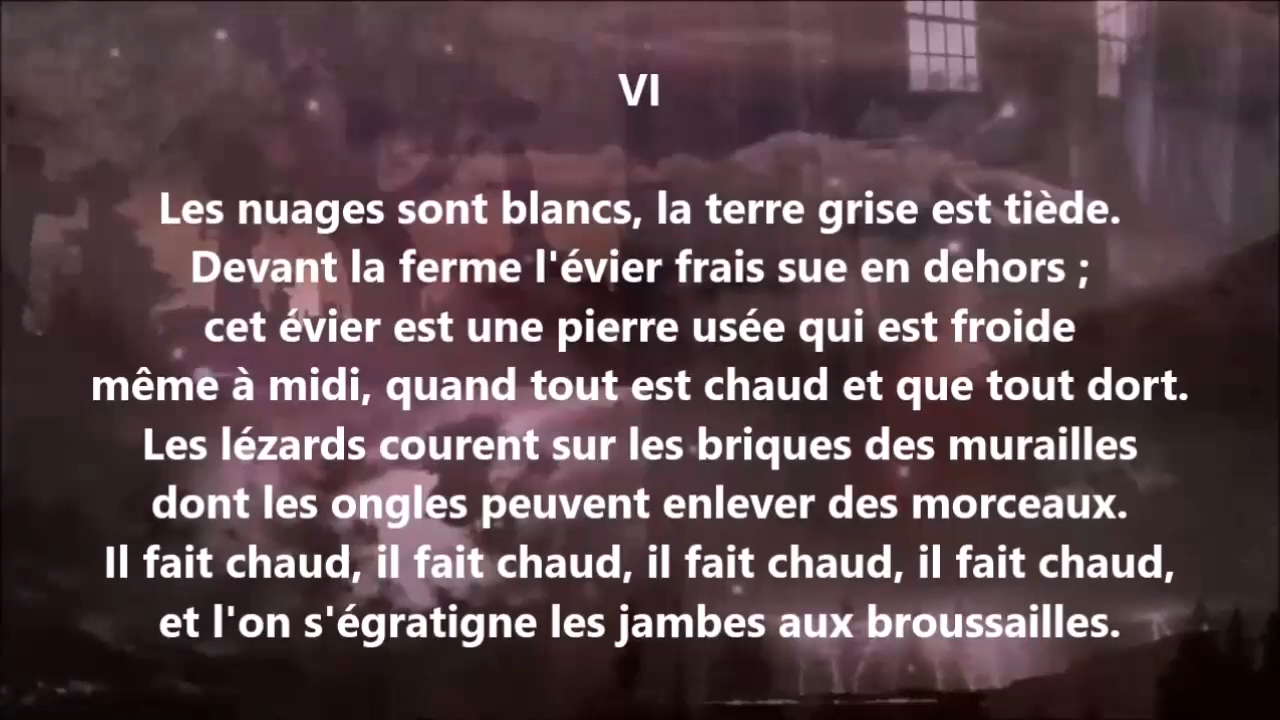 VI
Les nuages sont blancs, la terre grise est tiède.
Devant la ferme l'évier frais sue en dehors ;
cet évier est une pierre usée qui est froide
même à midi, quand tout est chaud et que tout dort.
Les lézards courent sur les briques des murailles
dont les ongles peuvent enlever des morceaux.
Il fait chaud, il fait chaud, il fait chaud, il fait chaud,
et l'on s'égratigne les jambes aux broussailles.